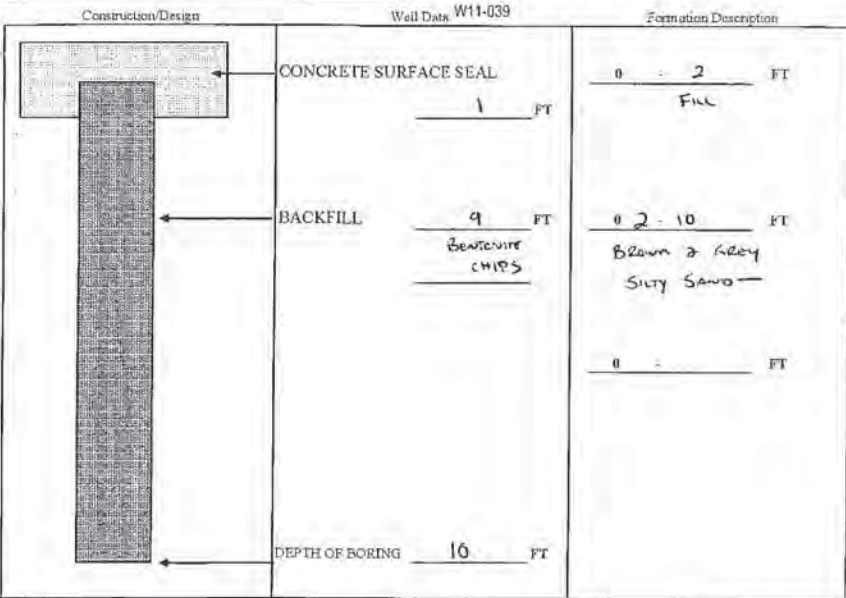 Construction/Design
Well Data W11-039
Formation Description
CONCRETE SURFACE SEAL
1 FT
0 - 2 FT
FILL
BACKFILL
9 FT
BENTONITE
CHIPS
0 2 - 10 FT
BROWN & GREY
SILTY SAND
0 - FT
DEPTH OF BORING 10 FT